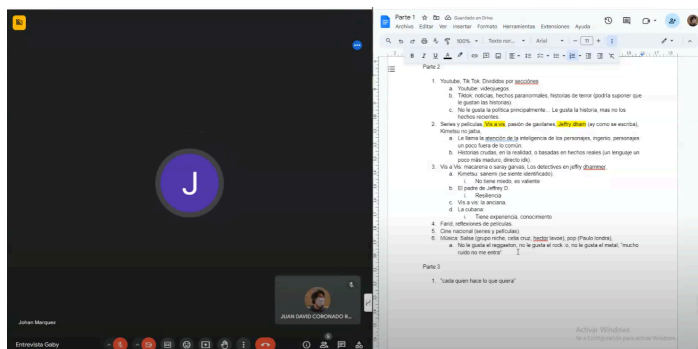 J
JUAN DAVID CORONADO R...
Johan Marquez
Entrevista Gaby
Parte 1 Guardado en Drive
Archivo Editar Ver Insertar Formato Herramientas Extensiones Ayuda
100% Texto nor... Arial 11
Parte 2
1. Youtube, Tik Tok. Divididos por secciónes
a. Youtube: videojuegos
b. Tiktok: noticias, hechos paranormales, historias de terror (podría suponer que
le gustan las historias).
c. No le gusta la política principalmente... Le gusta la historia, mas no los
hechos recientes.
2. Series y películas, Vis a vis, pasión de gavilanes, Jeffry dham (ay como se escriba),
Kimetsu no jaiba,
a. Le llama la atención de la inteligencia de los personajes, ingenio, personajes
un poco fuera de lo común.
b. Historias crudas, en la realidad, o basadas en hechos reales (un lenguaje un
poco más maduro, directo idk).
3. Vis a Vis: macarena o saray garvas, Los detectives en jeffry dhammer.
a. Kimetsu: sanemi (se siente identificado).
i. No tiene miedo, es valiente
b. El padre de Jeffrey D
i. Resiliencia
c. Vis a vis: la anciana.
d. La cubana:
i. Tiene experiencia, conocimiento
4. Farid, reflexiones de películas.
5. Cine nacional (series y películas).
6. Música: Salsa (grupo niche, celia cruz, hector lavoe), pop (Paulo londra),
a. No le gusta el reggaeton, no le gusta el rock :o, no le gusta el metal, "mucho
ruido no me entra"
Parte 3
1. "cada quien hace lo que quiera"
Activar Windows